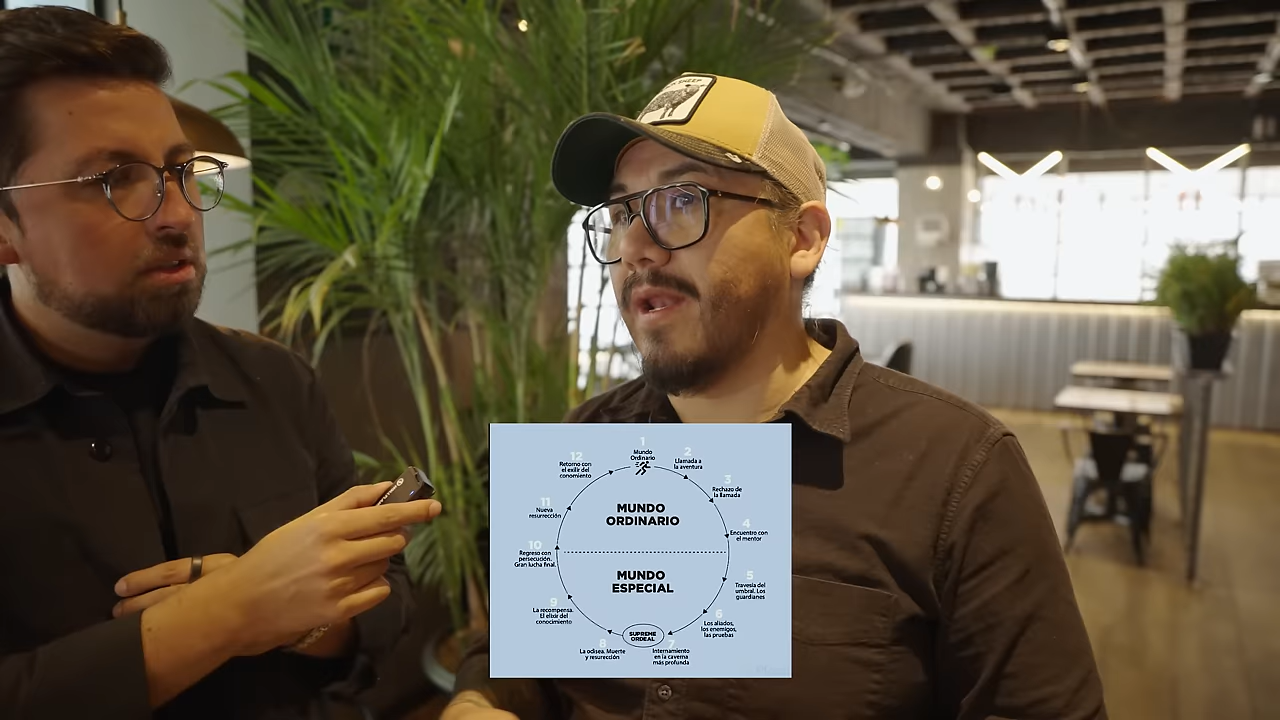 SHEEP
1
Mundo
Ordinario
2
Llamada a
la aventura
3
Rechazo de
la llamada
4
Encuentro con
el mentor
5
Travesía del
umbral. Los
guardianes
6
Los aliados,
los enemigos,
las pruebas
7
Internamiento
en la caverna
más profunda
SUPREME
ORDEAL
8
La odisea. Muerte
y resurrección
9
La recompensa.
El elixir del
conocimiento
10
Regreso con
persecución.
Gran lucha final.
11
Nueva
resurrección
12
Retorno con
el exilir del
conomiento
MUNDO
ORDINARIO
MUNDO
ESPECIAL